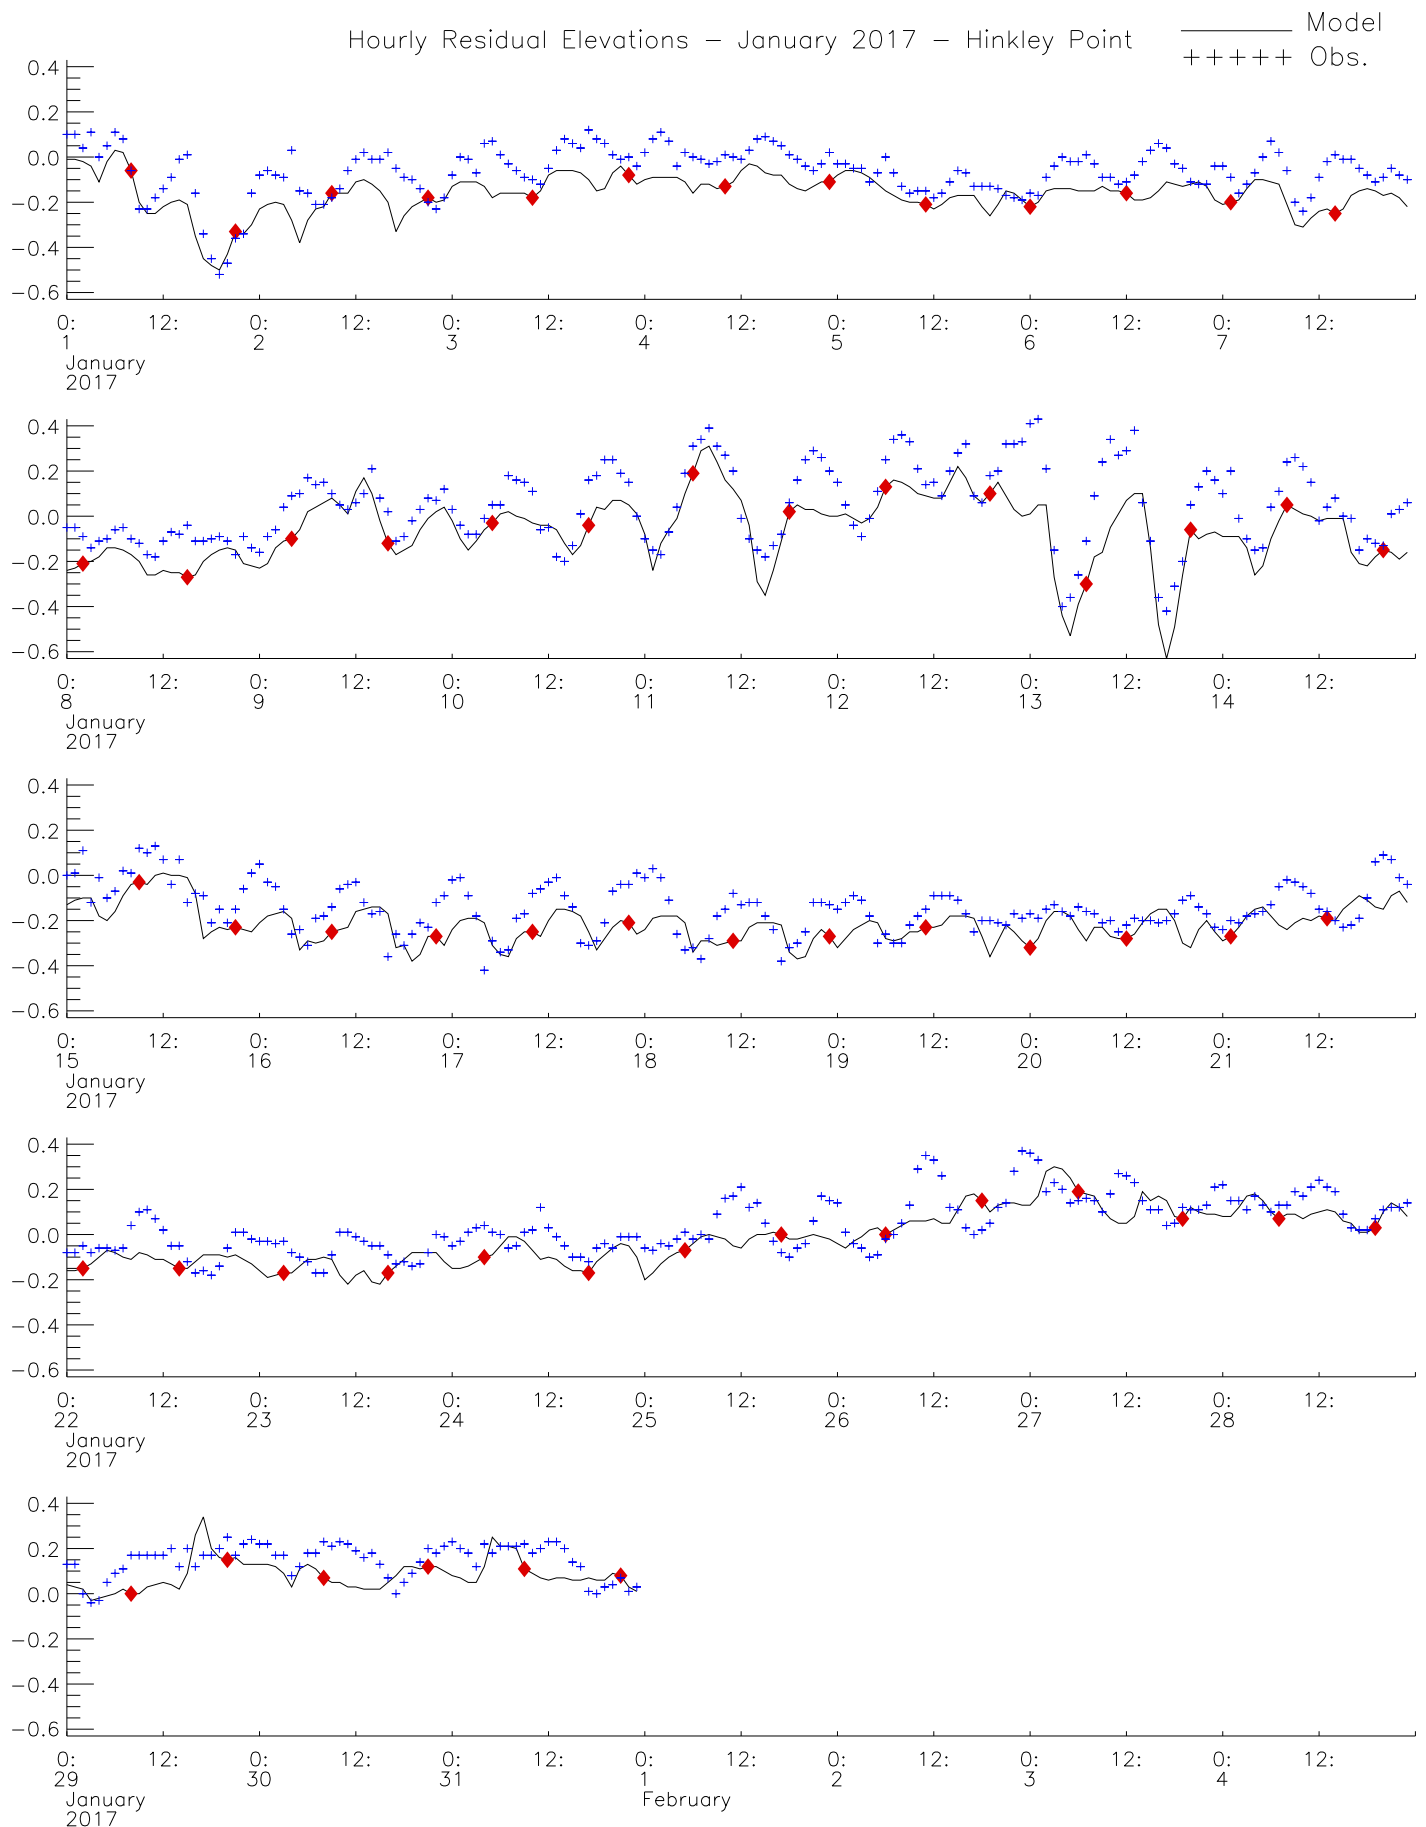 Hourly Residual Elevations – January 2017 – Hinkley Point
Model
+++++ Obs.
0.4
0.2
0.0
−0.2
−0.4
−0.6
0: 12: 0: 12: 0: 12: 0: 12: 0: 12: 0: 12: 0: 12:
1 2 3 4 5 6 7
January
2017
0.4
0.2
0.0
−0.2
−0.4
−0.6
0: 12: 0: 12: 0: 12: 0: 12: 0: 12: 0: 12: 0: 12:
8 9 10 11 12 13 14
January
2017
0.4
0.2
0.0
−0.2
−0.4
−0.6
0: 12: 0: 12: 0: 12: 0: 12: 0: 12: 0: 12: 0: 12:
15 16 17 18 19 20 21
January
2017
0.4
0.2
0.0
−0.2
−0.4
−0.6
0: 12: 0: 12: 0: 12: 0: 12: 0: 12: 0: 12: 0: 12:
22 23 24 25 26 27 28
January
2017
0.4
0.2
0.0
−0.2
−0.4
−0.6
0: 12: 0: 12: 0: 12: 0: 12: 0: 12: 0: 12: 0: 12:
29 30 31 1 2 3 4
January February
2017